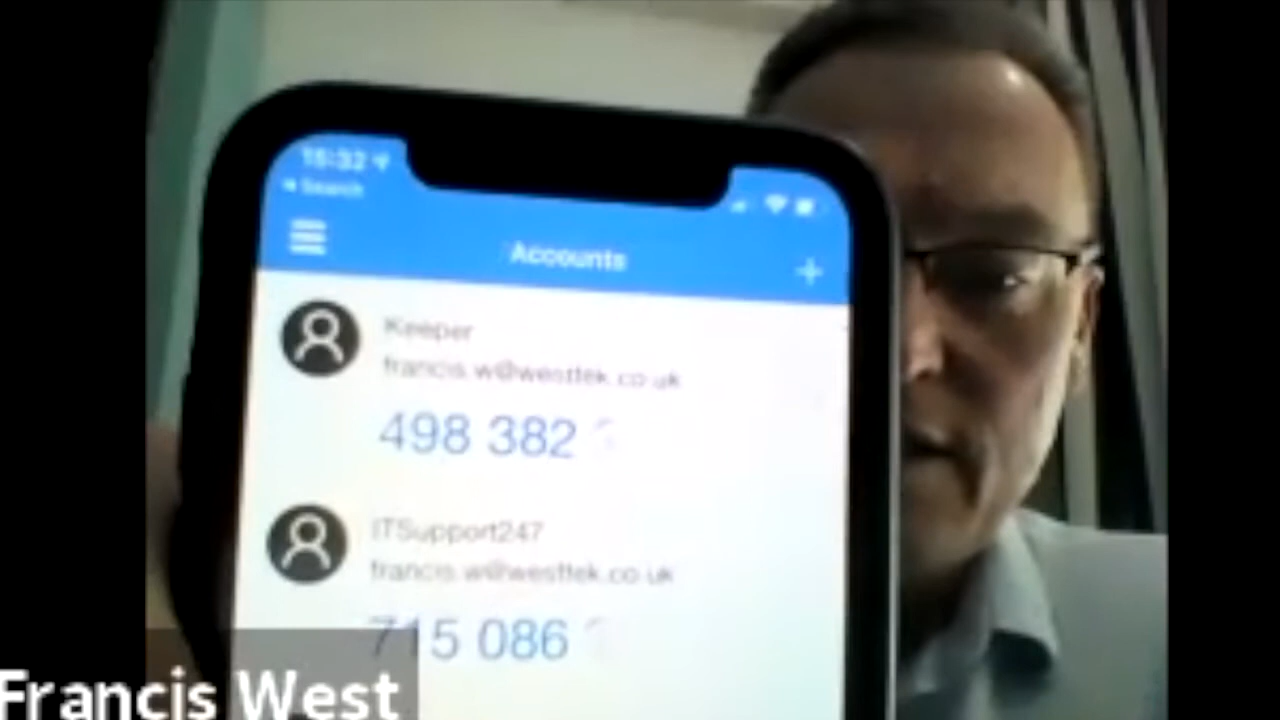 15:32
Search
Accounts
+
Keeper
francis.w@westtek.co.uk
498 382
ITSupport247
francis.w@westtek.co.uk
715 086
Francis West